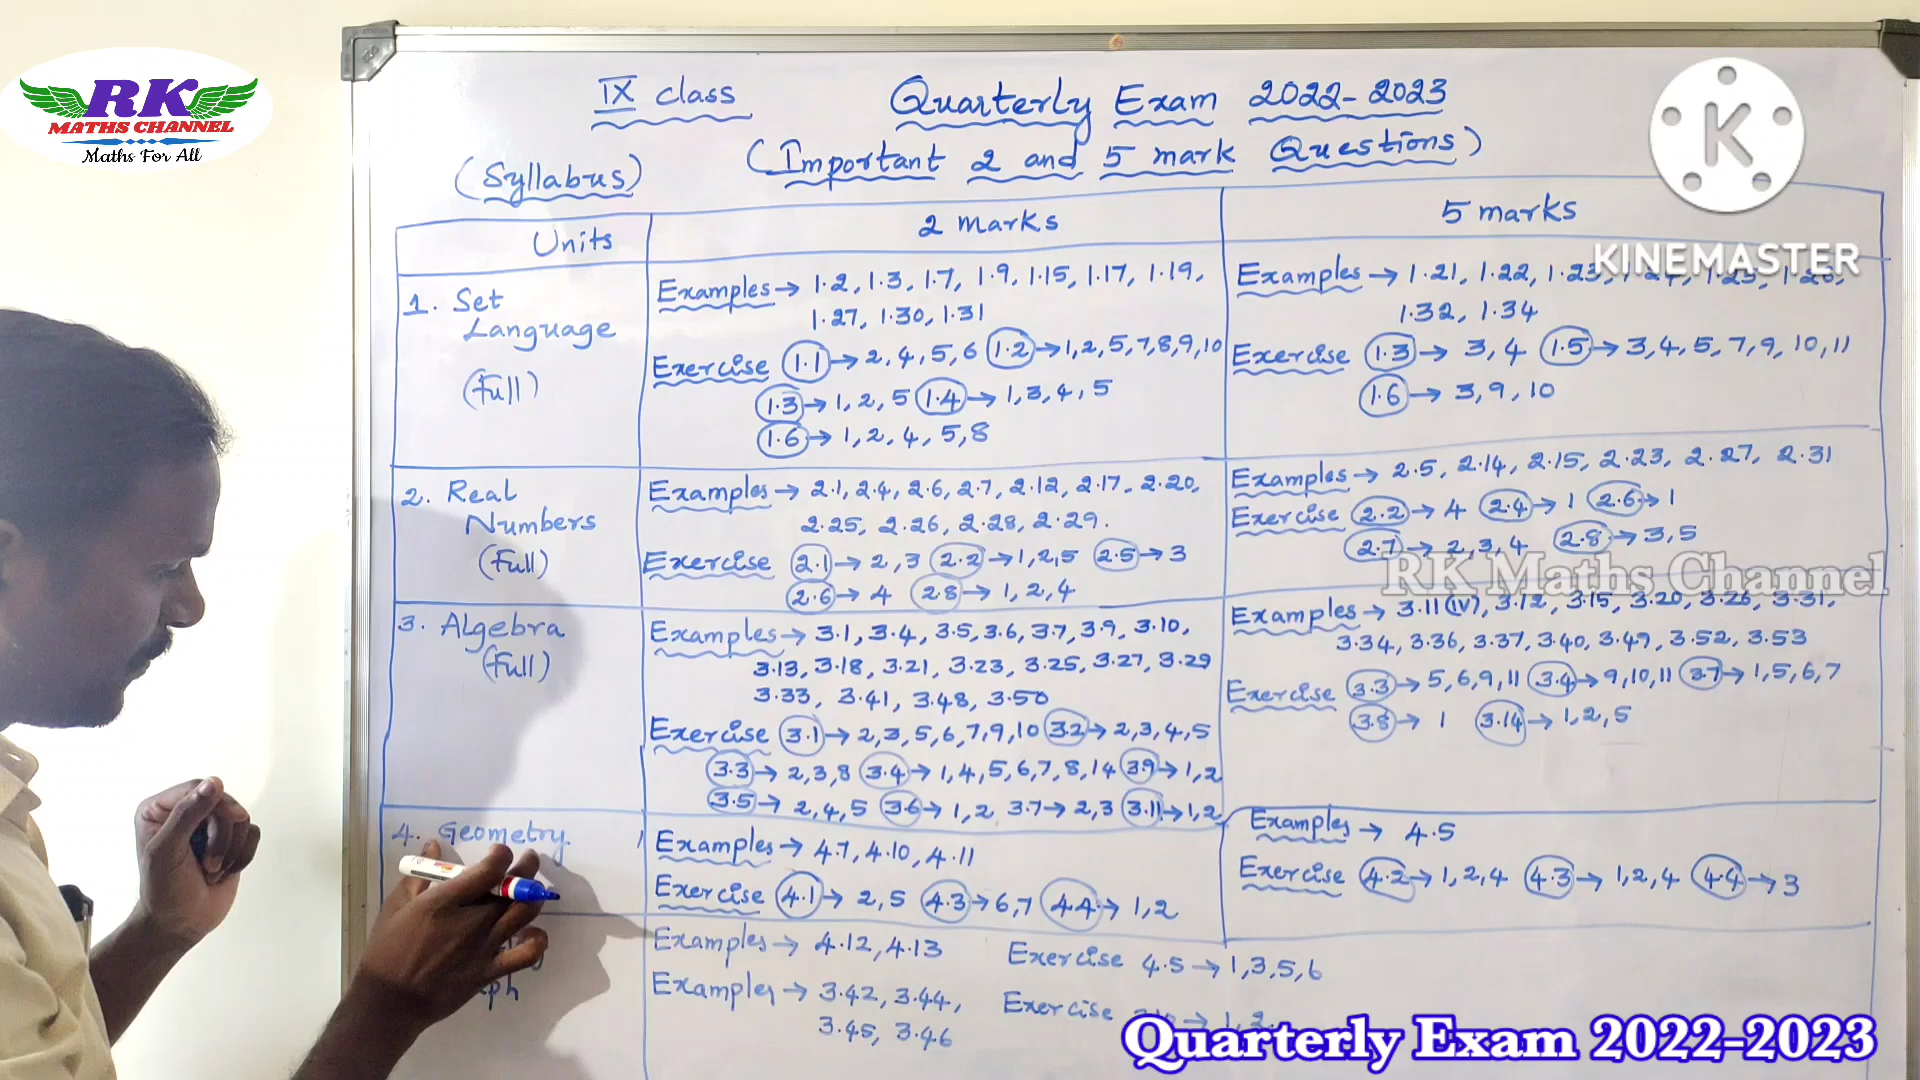 RK
MATHS CHANNEL
Maths For All
IX class
Quarterly Exam 2022-2023
(Syllabus)
(Important 2 and 5 mark Questions)
K
KINEMASTER
Units
2 marks
5 marks
1. Set
Language
(Full)
Examples → 1.2, 1.3, 1.7, 1.9, 1.15, 1.17, 1.19,
1.27, 1.30, 1.31
Exercise 1.1 → 2, 4, 5, 6 1.2 → 1, 2, 5, 7, 8, 9, 10
1.3 → 1, 2, 5 1.4 → 1, 3, 4, 5
1.6 → 1, 2, 4, 5, 8
Examples → 1.21, 1.22, 1.23,
1.32, 1.34
Exercise 1.3 → 3, 4 1.5 → 3, 4, 5, 7, 9, 10, 11
1.6 → 3, 9, 10
2. Real
Numbers
(Full)
Examples → 2.1, 2.4, 2.6, 2.7, 2.12, 2.17, 2.20,
2.25, 2.26, 2.28, 2.29.
Exercise 2.1 → 2, 3 2.2 → 1, 2, 5 2.5 → 3
2.6 → 4 2.8 → 1, 2, 4
Examples → 2.5, 2.14, 2.15, 2.23, 2.27, 2.31
Exercise 2.2 → 4 2.4 → 1 2.6 → 1
2.7 → 2, 3, 4 2.8 → 3, 5
RK Maths Channel
3. Algebra
(Full)
Examples → 3.1, 3.4, 3.5, 3.6, 3.7, 3.9, 3.10,
3.13, 3.18, 3.21, 3.23, 3.25, 3.27, 3.29
3.33, 3.41, 3.48, 3.50
Exercise 3.1 → 2, 3, 5, 6, 7, 9, 10 3.2 → 2, 3, 4, 5
3.3 → 2, 3, 8 3.4 → 1, 4, 5, 6, 7, 8, 14 3.9 → 1, 2
3.5 → 2, 4, 5 3.6 → 1, 2 3.7 → 2, 3 3.11 → 1, 2
Examples → 3.11 (IV), 3.12, 3.15, 3.20, 3.26, 3.31,
3.34, 3.36, 3.37, 3.40, 3.49, 3.52, 3.53
Exercise 3.3 → 5, 6, 9, 11 3.4 → 9, 10, 11 3.7 → 1, 5, 6, 7
3.8 → 1 3.14 → 1, 2, 5
4. Geometry
Examples → 4.7, 4.10, 4.11
Exercise 4.1 → 2, 5 4.3 → 6, 7 4.4 → 1, 2
Examples → 4.5
Exercise 4.2 → 1, 2, 4 4.3 → 1, 2, 4 4.4 → 3
Examples → 4.12, 4.13 Exercise 4.5 → 1, 3, 5, 6
Examples → 3.42, 3.44, Exercise
3.45, 3.46
Quarterly Exam 2022-2023